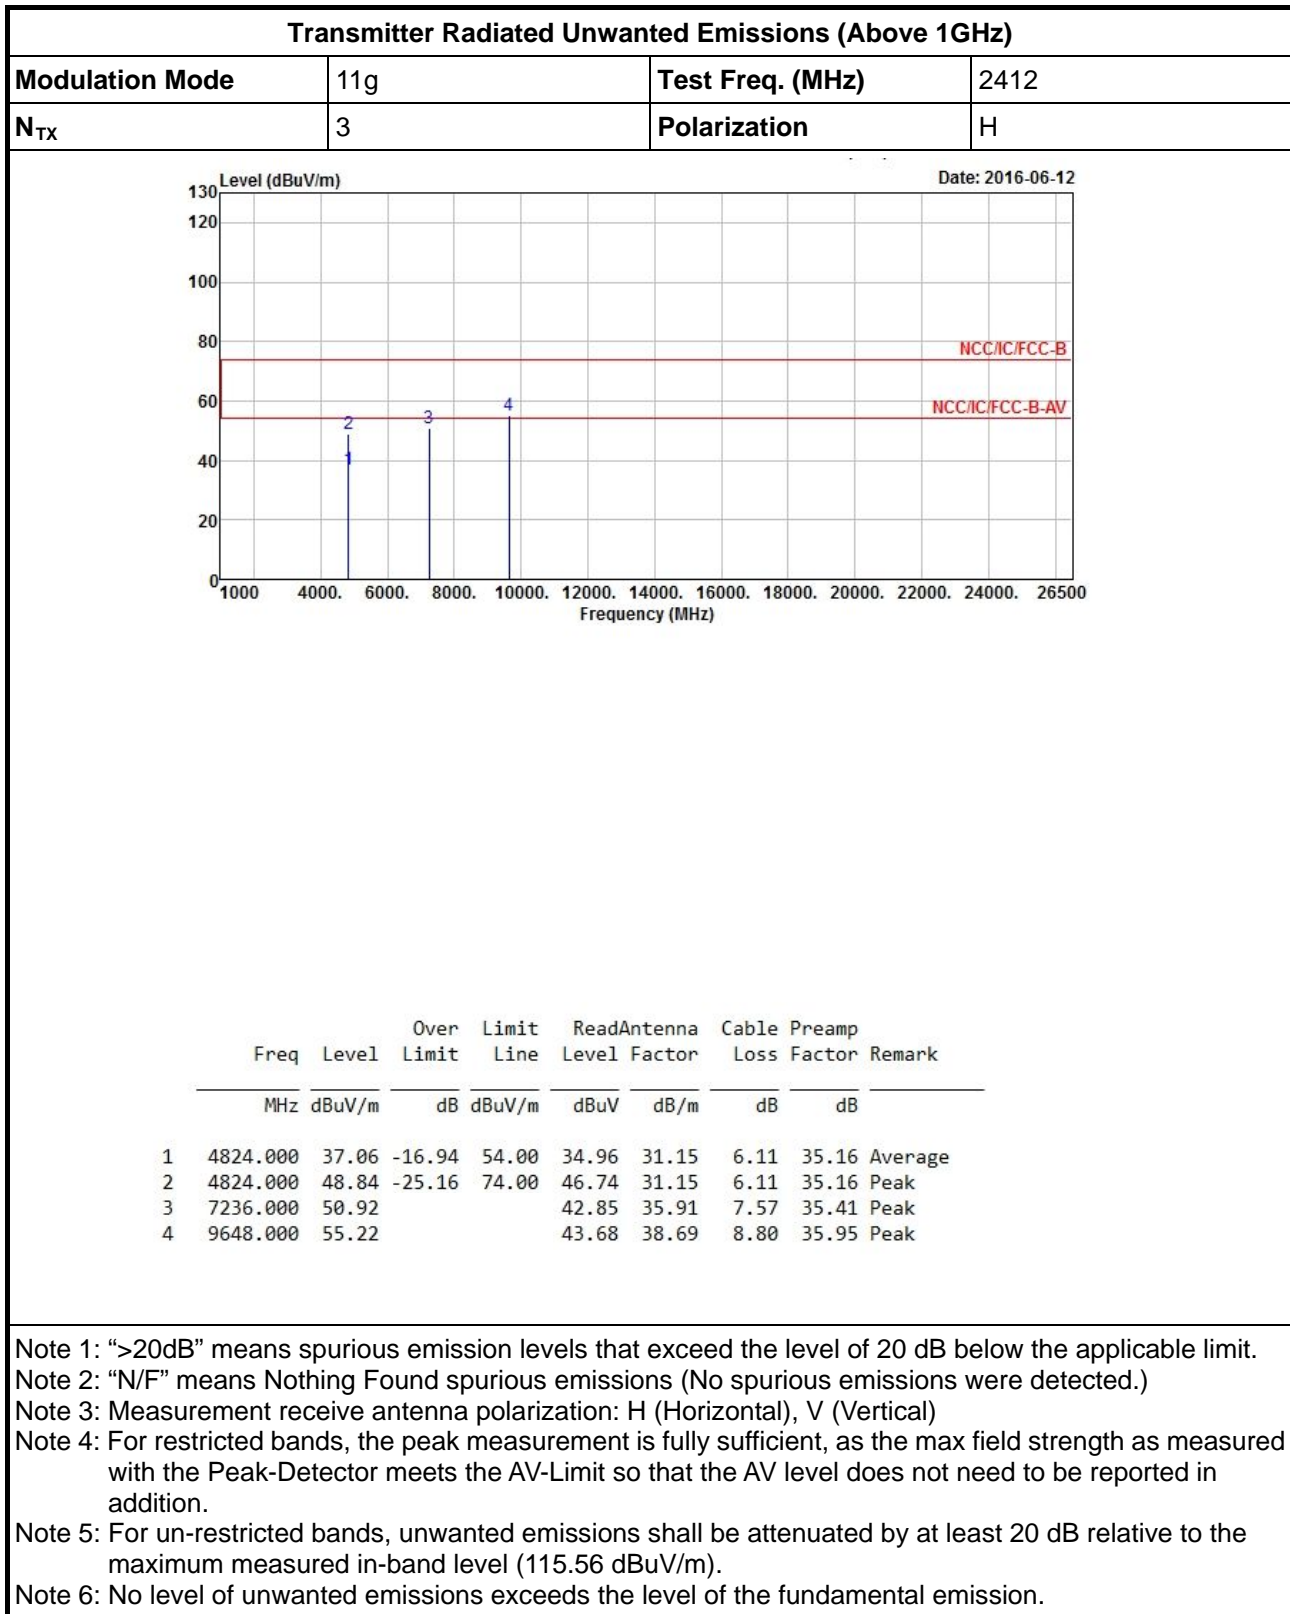 Transmitter Radiated Unwanted Emissions (Above 1GHz)
Modulation Mode 11g Test Freq. (MHz) 2412
NTX 3 Polarization H
Level (dBuV/m) Date: 2016-06-12
130
120
100
80
60
40
20
0
NCC/IC/FCC-B
NCC/IC/FCC-B-AV
1 2 3 4
1000 4000. 6000. 8000. 10000. 12000. 14000. 16000. 18000. 20000. 22000. 24000. 26500
Frequency (MHz)
Over Limit ReadAntenna Cable Preamp
Freq Level Limit Line Level Factor Loss Factor Remark
MHz dBuV/m dB dBuV/m dBuV dB/m dB dB
1 4824.000 37.06 -16.94 54.00 34.96 31.15 6.11 35.16 Average
2 4824.000 48.84 -25.16 74.00 46.74 31.15 6.11 35.16 Peak
3 7236.000 50.92 42.85 35.91 7.57 35.41 Peak
4 9648.000 55.22 43.68 38.69 8.80 35.95 Peak
Note 1: “>20dB” means spurious emission levels that exceed the level of 20 dB below the applicable limit.
Note 2: “N/F” means Nothing Found spurious emissions (No spurious emissions were detected.)
Note 3: Measurement receive antenna polarization: H (Horizontal), V (Vertical)
Note 4: For restricted bands, the peak measurement is fully sufficient, as the max field strength as measured
with the Peak-Detector meets the AV-Limit so that the AV level does not need to be reported in
addition.
Note 5: For un-restricted bands, unwanted emissions shall be attenuated by at least 20 dB relative to the
maximum measured in-band level (115.56 dBuV/m).
Note 6: No level of unwanted emissions exceeds the level of the fundamental emission.